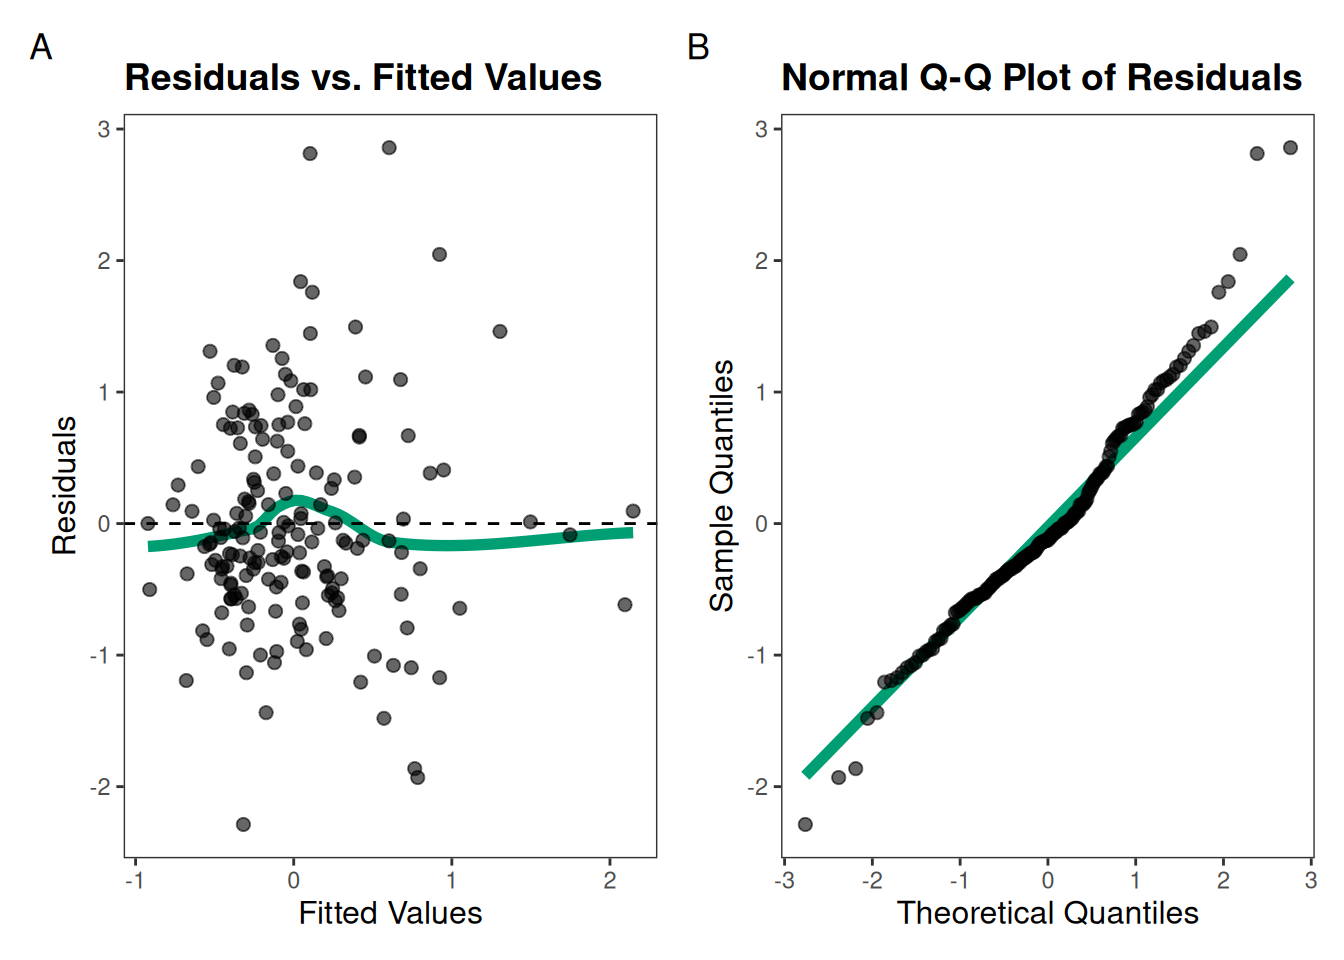 A
Residuals vs. Fitted Values
3
2
1
0
-1
-2
Residuals
-1 0 1 2
Fitted Values
B
Normal Q-Q Plot of Residuals
3
2
1
0
-1
-2
Sample Quantiles
-3 -2 -1 0 1 2 3
Theoretical Quantiles